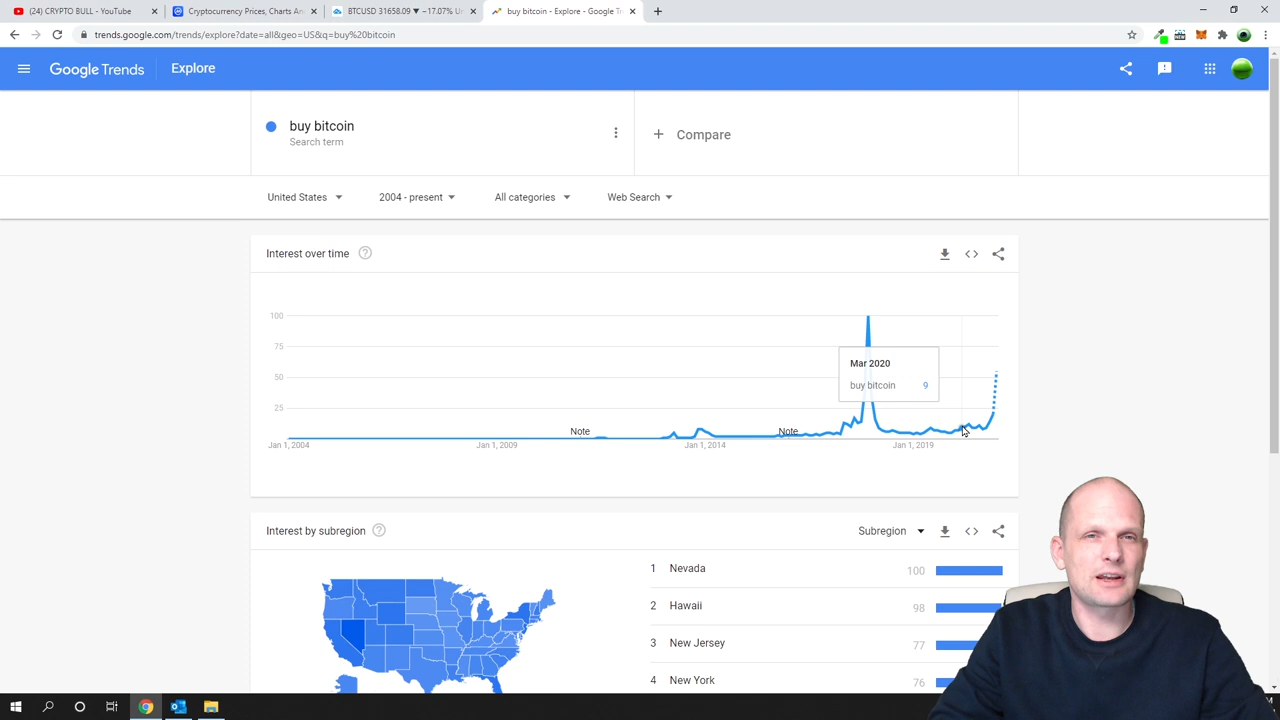 (24) CRYPTO BULL - YouTube
Cryptocurrency Prices, Charts An
BTCUSD 31658.09 ▼ −17.07% U
buy bitcoin - Explore - Google Tr
trends.google.com/trends/explore?date=all&geo=US&q=buy%20bitcoin
Google Trends
Explore
buy bitcoin
Search term
+ Compare
United States
2004 - present
All categories
Web Search
Interest over time
100
75
50
25
Mar 2020
buy bitcoin 9
Note
Note
Jan 1, 2004
Jan 1, 2009
Jan 1, 2014
Jan 1, 2019
Interest by subregion
Subregion
1 Nevada 100
2 Hawaii 98
3 New Jersey 77
4 New York 76